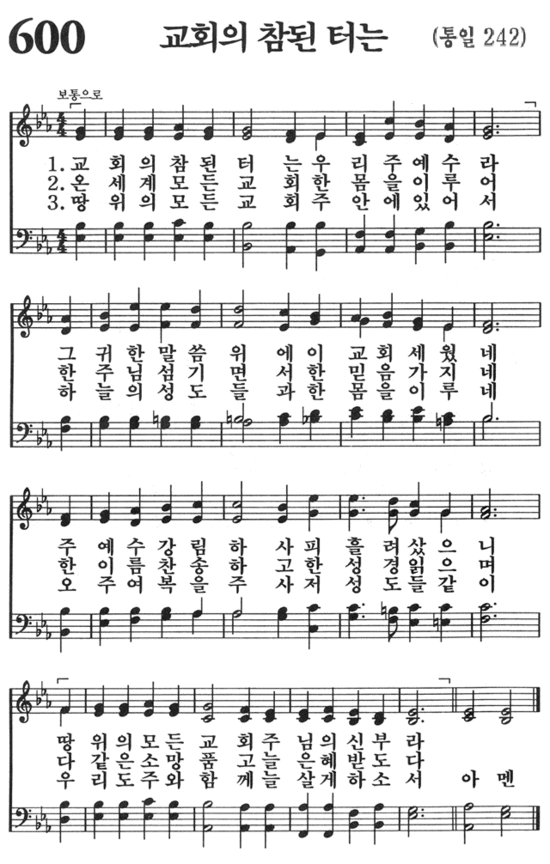 600 교회의 참된 터는 (통일 242)
보통으로
1. 교 회 의 참 된 터 는 우 리 주 예 수 라
2. 온 세 계 모 든 교 회 한 몸 을 이 루 어
3. 땅 위 의 모 든 교 회 주 안 에 있 어 서
그 귀 한 말 씀 위 에 이 교 회 세 웠 네
한 주 님 섬 기 면 서 한 믿 음 가 지 네
하 늘 의 성 도 들 과 한 몸 을 이 루 네
주 예 수 강 림 하 사 피 흘 려 샀 으 니
한 이 름 찬 송 하 고 한 성 경 읽 으 며
오 주 여 복 을 주 사 저 성 도 들 같 이
땅 위 의 모 든 교 회 주 님 의 신 부 라
다 같 은 소 망 품 고 늘 은 혜 받 도 다
우 리 도 주 와 함 께 늘 살 게 하 소 서 아 멘